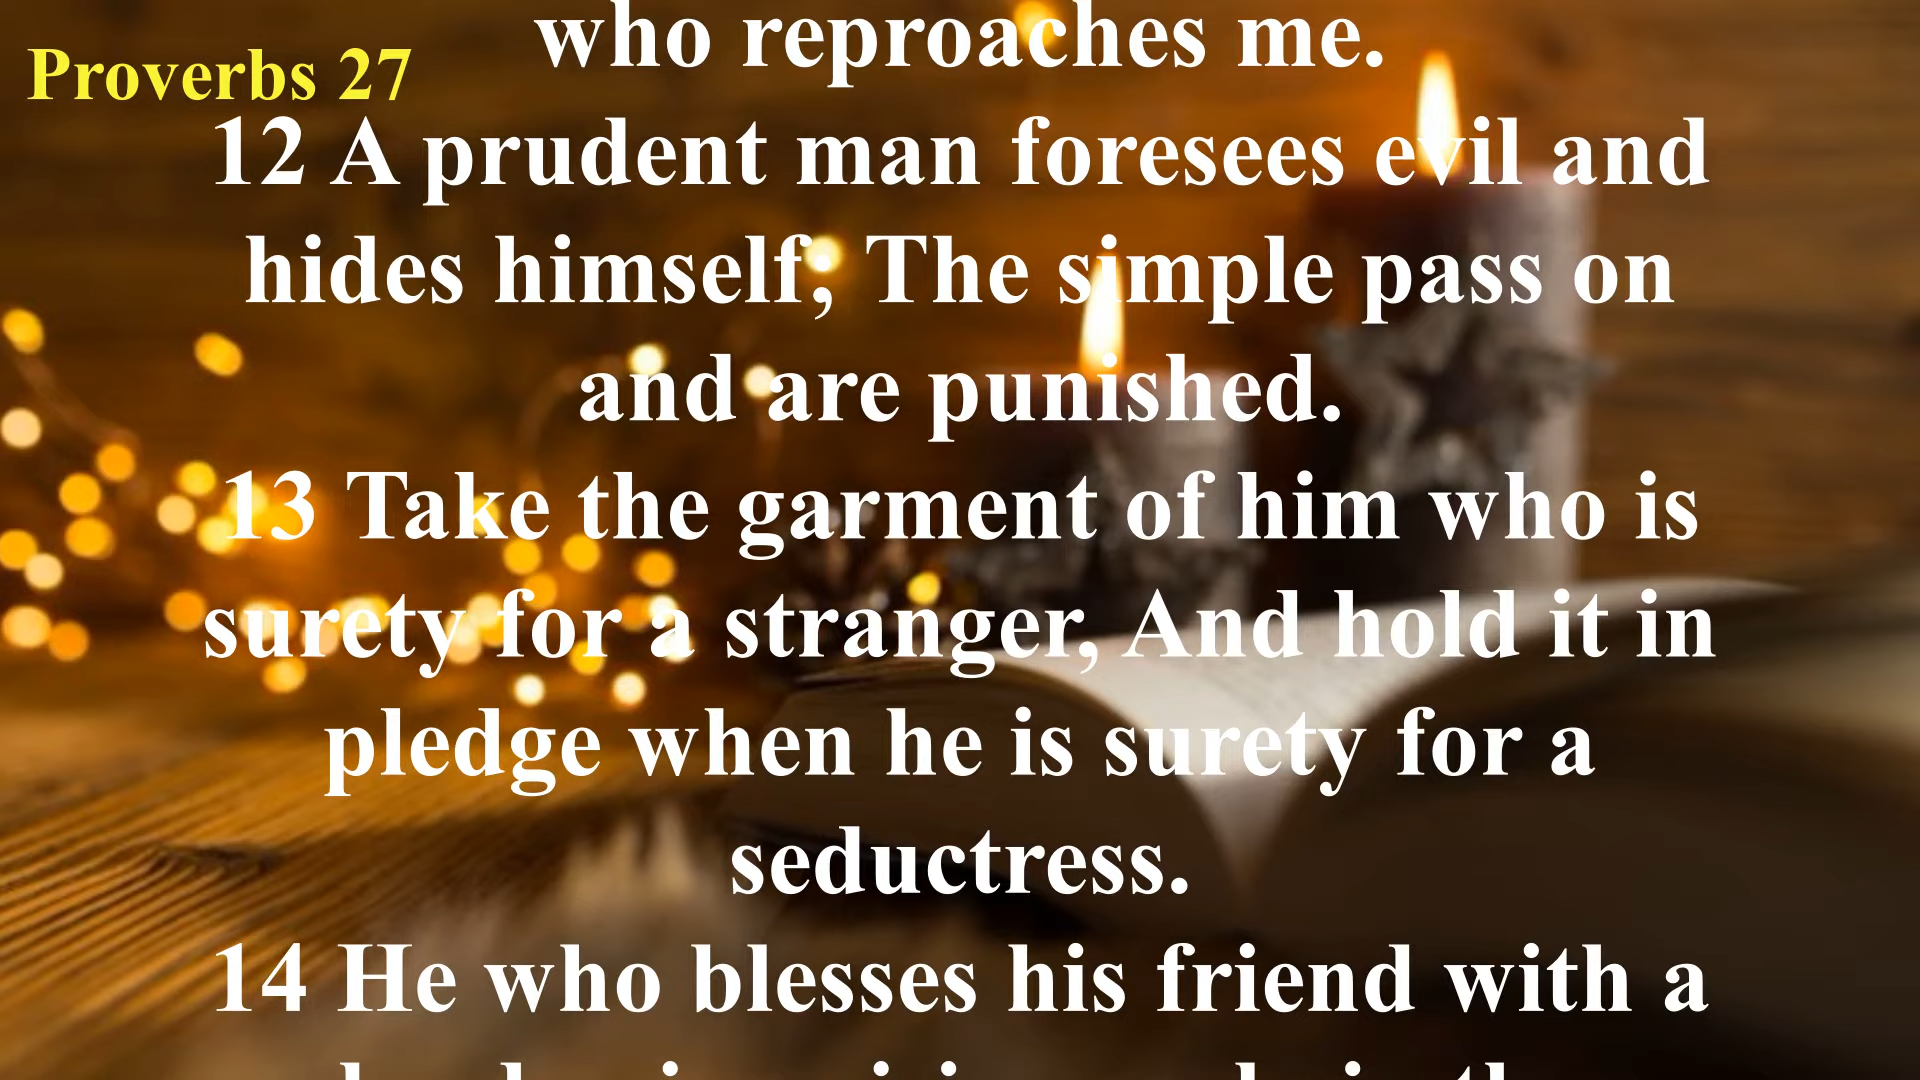 who reproaches me.
Proverbs 27
12 A prudent man foresees evil and
hides himself; The simple pass on
and are punished.
13 Take the garment of him who is
surety for a stranger, And hold it in
pledge when he is surety for a
seductress.
14 He who blesses his friend with a